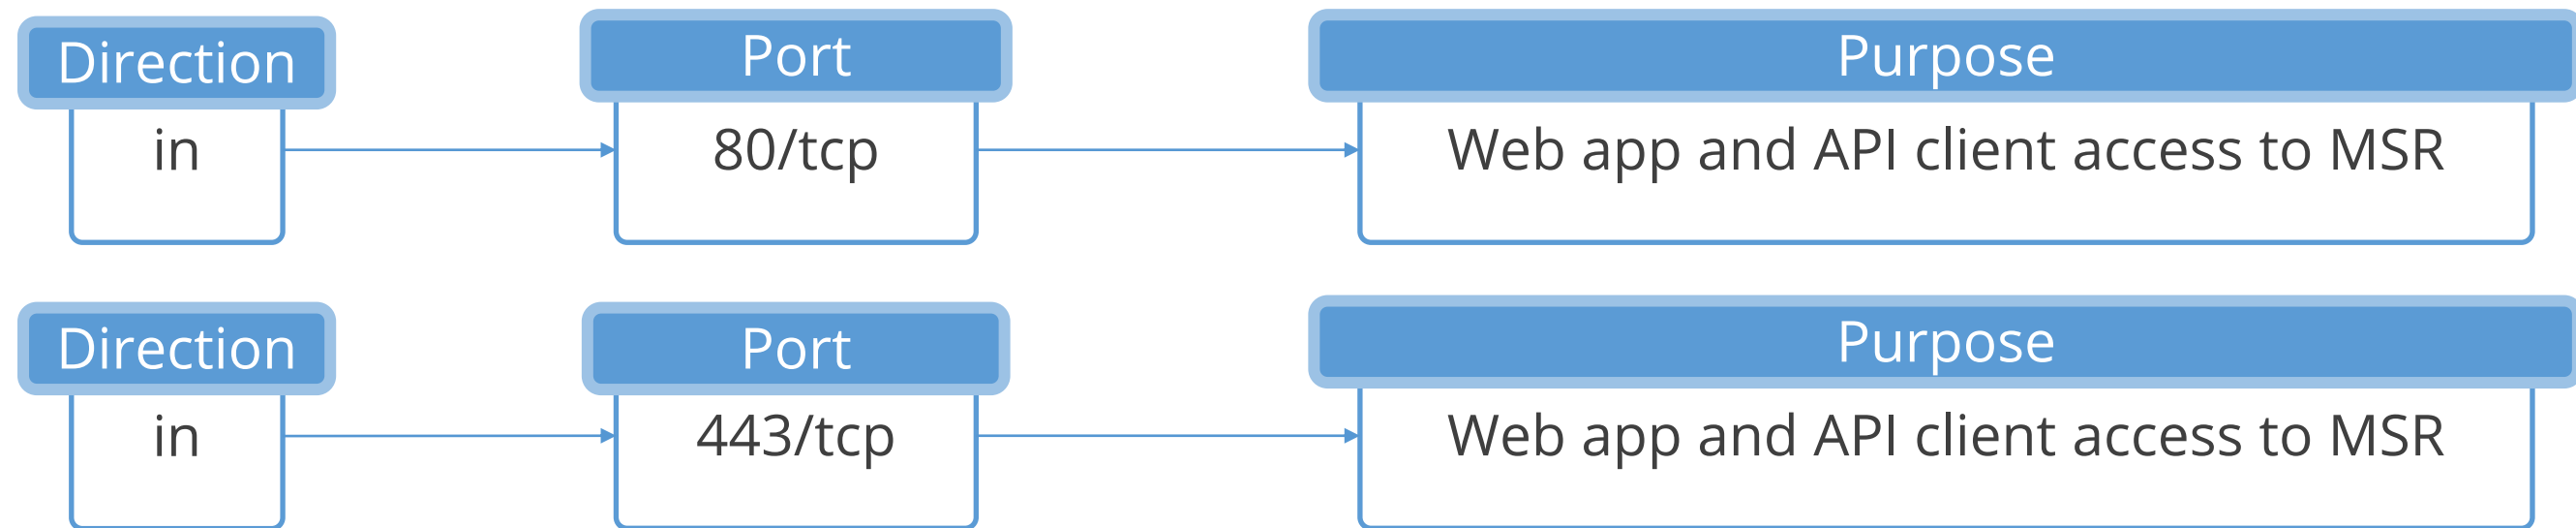 Direction Port Purpose
in 80/tcp Web app and API client access to MSR
Direction Port Purpose
in 443/tcp Web app and API client access to MSR